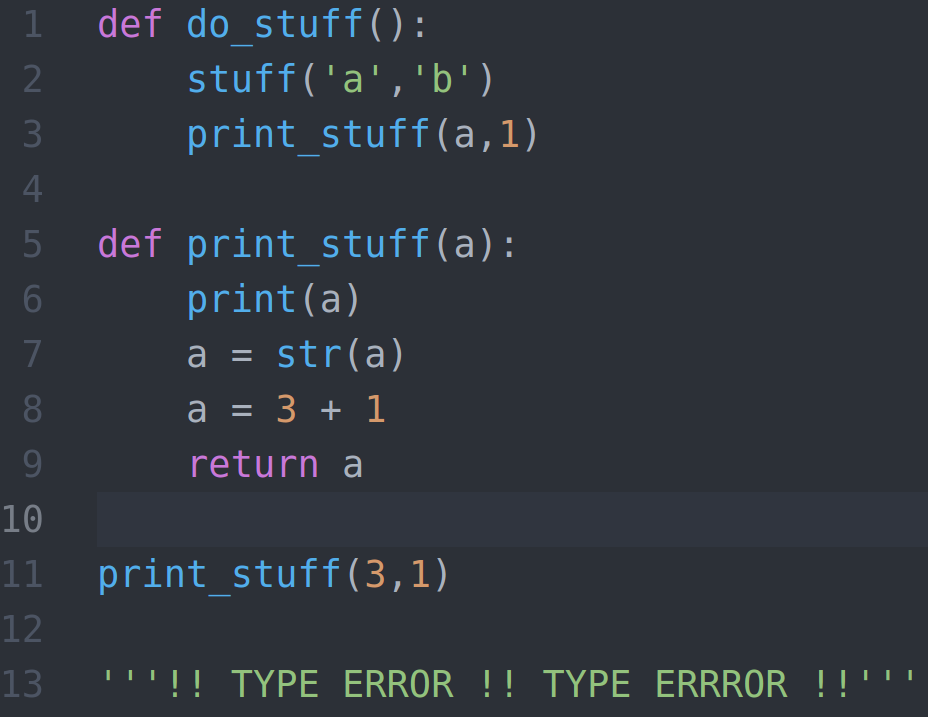 1 def do_stuff():
2     stuff('a','b')
3     print_stuff(a,1)
4
5 def print_stuff(a):
6     print(a)
7     a = str(a)
8     a = 3 + 1
9     return a
10
11 print_stuff(3,1)
12
13 '''!! TYPE ERROR !! TYPE ERRROR !!'''